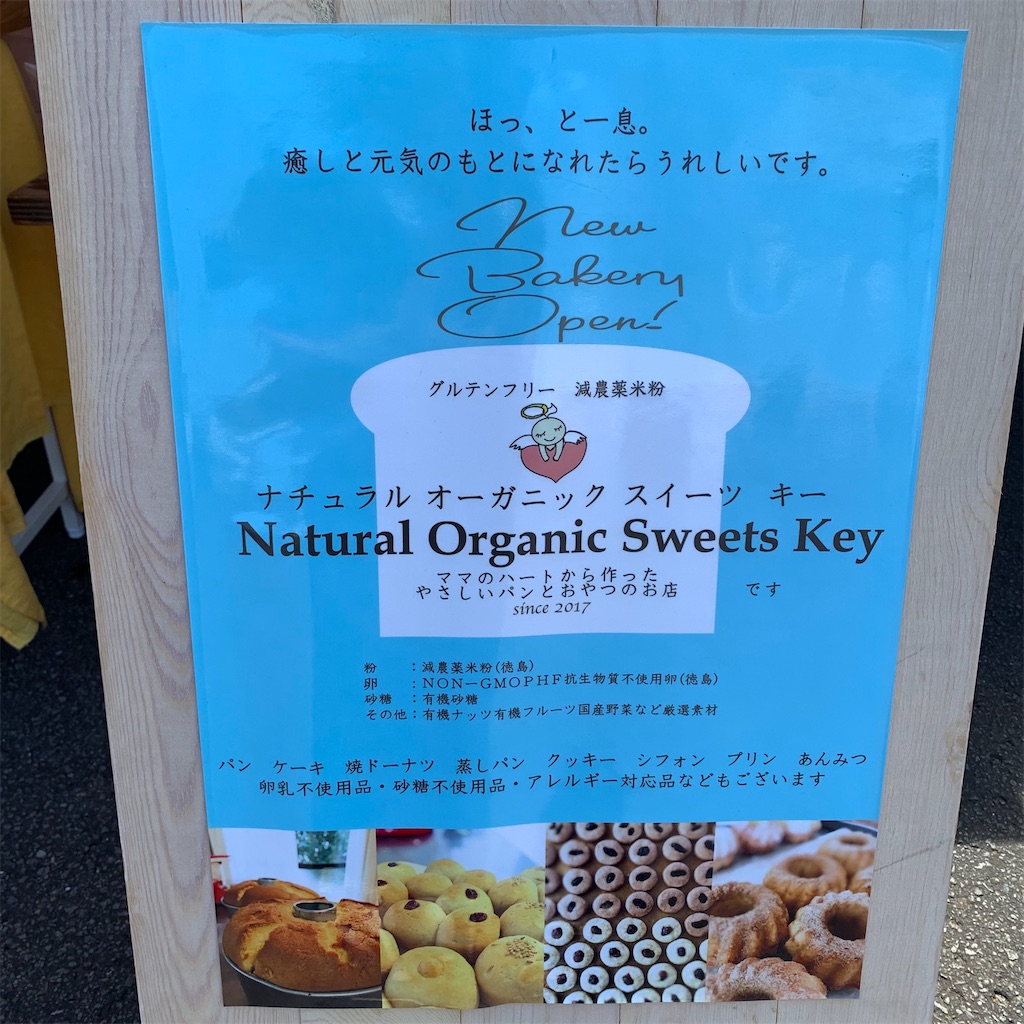 ほっ、と一息。
癒しと元気のもとになれたらうれしいです。
New
Bakery
Open!
グルテンフリー　減農薬米粉
ナチュラル オーガニック スイーツ　キー
Natural Organic Sweets Key
ママのハートから作った
やさしいパンとおやつのお店　です
since 2017
粉　　：減農薬米粉(徳島)
卵　　：NON-GMOPHF抗生物質不使用卵(徳島)
砂糖　：有機砂糖
その他：有機ナッツ有機フルーツ国産野菜など厳選素材
パン　ケーキ　焼ドーナツ　蒸しパン　クッキー　シフォン　プリン　あんみつ
卵乳不使用品・砂糖不使用品・アレルギー対応品などもございます